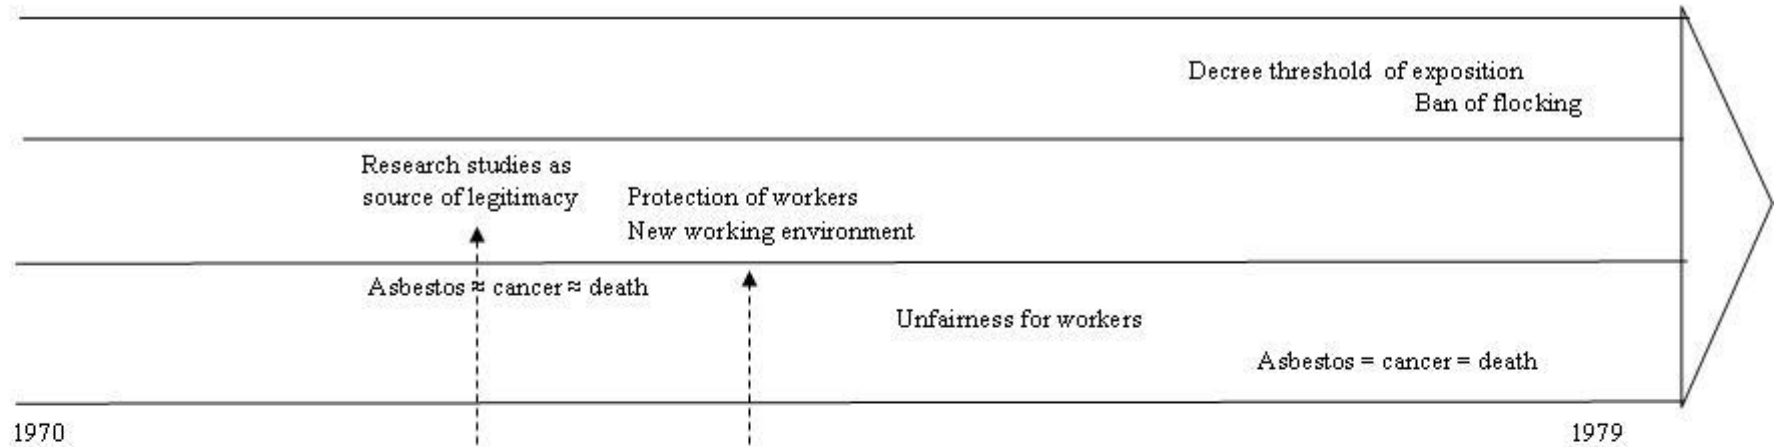 Decree threshold of exposition
Ban of flocking
Research studies as
source of legitimacy
Protection of workers
New working environment
Asbestos ≈ cancer ≈ death
Unfairness for workers
Asbestos = cancer = death
1970
1979